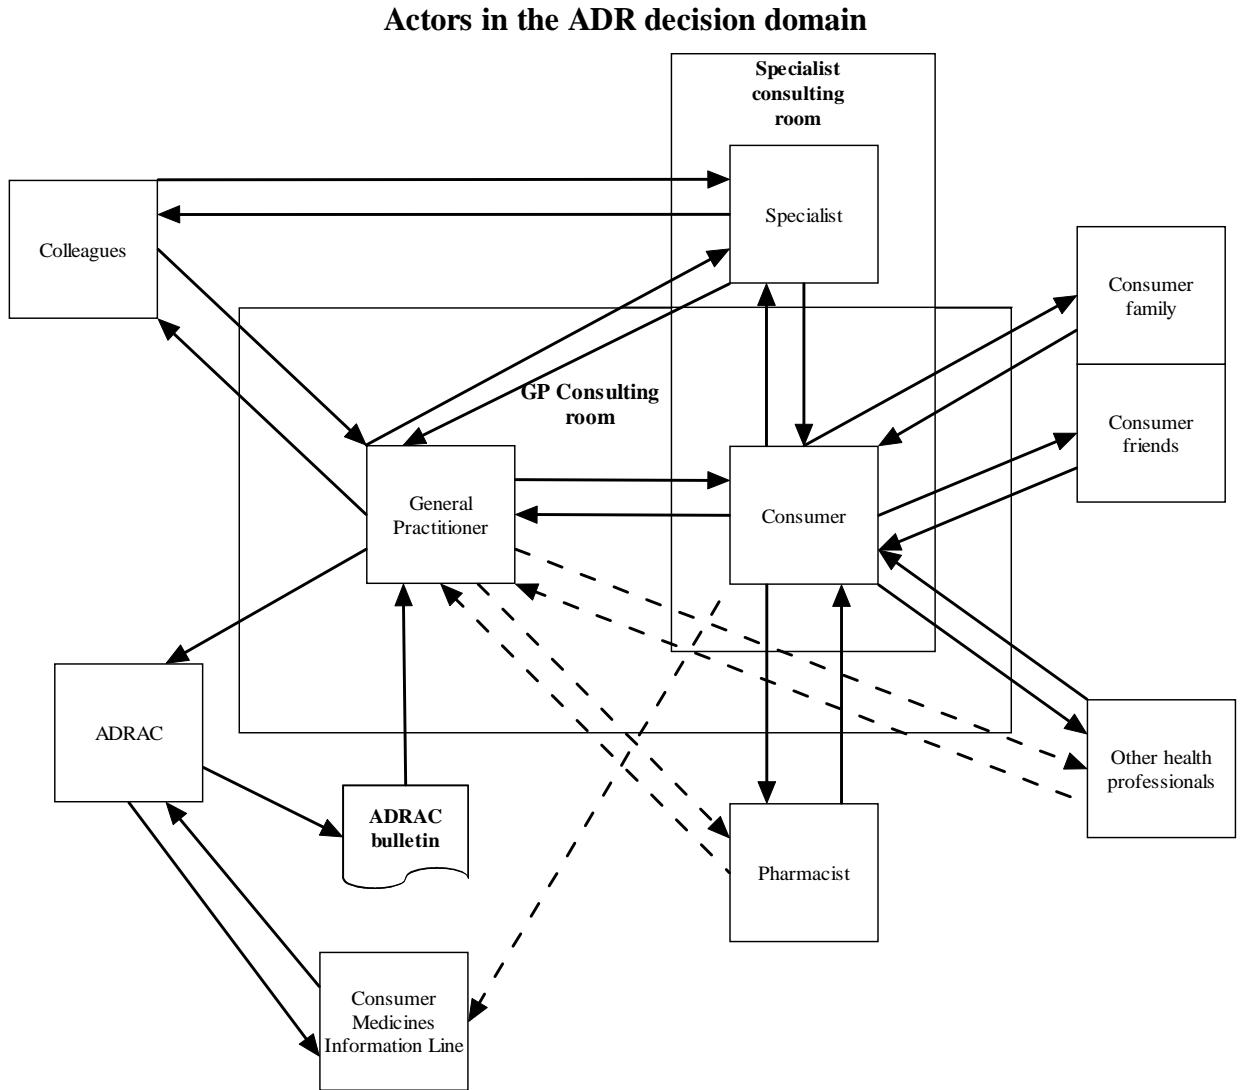 Actors in the ADR decision domain
Specialist
consulting
room
Specialist
Colleagues
Consumer
family
Consumer
friends
GP Consulting
room
General
Practitioner
Consumer
ADRAC
ADRAC
bulletin
Other health
professionals
Pharmacist
Consumer
Medicines
Information Line